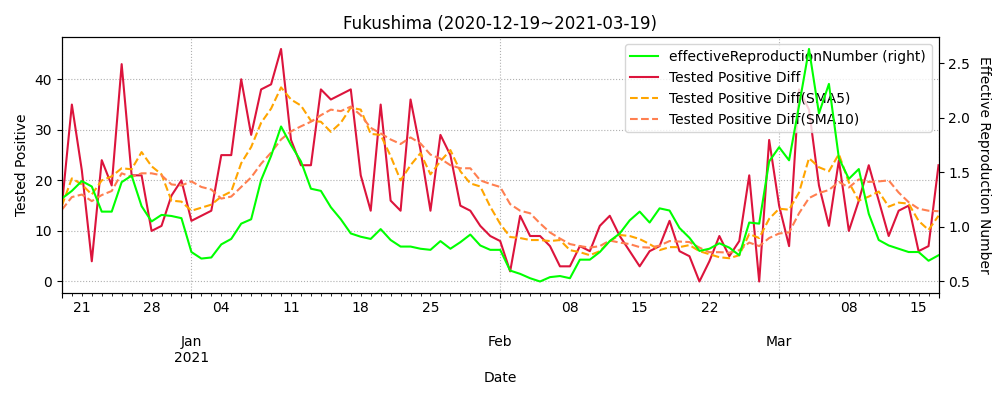 Fukushima (2020-12-19~2021-03-19)
effectiveReproductionNumber (right)
Tested Positive Diff
Tested Positive Diff(SMA5)
Tested Positive Diff(SMA10)
Tested Positive
40
30
20
10
0
Effective Reproduction Number
2.5
2.0
1.5
1.0
0.5
21 28 04 11 18 25 08 15 22 08 15
Jan Feb Mar
2021
Date